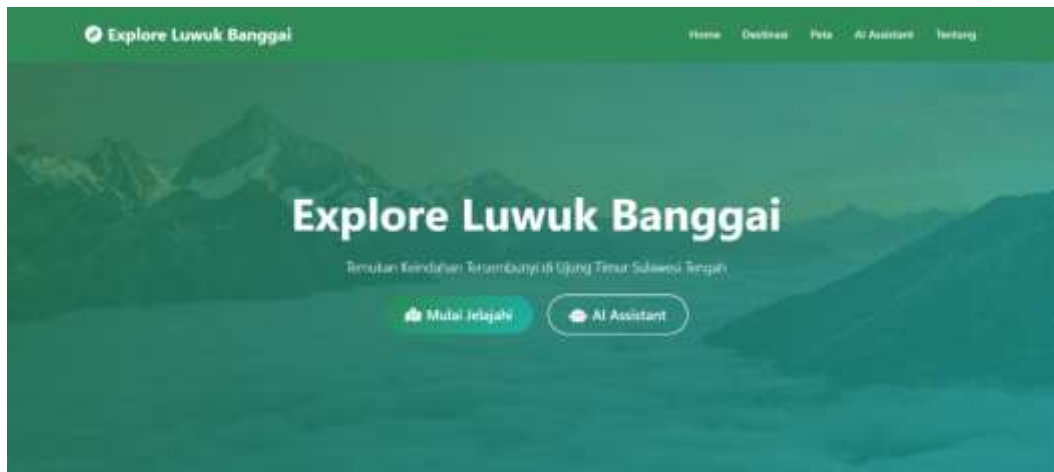 Explore Luwuk Banggai
Home Destinasi Peta AI Assistant Tentang
Explore Luwuk Banggai
Temukan Keindahan Tersembunyi di Ujung Timur Sulawesi Tengah
Mulai Jelajahi
AI Assistant